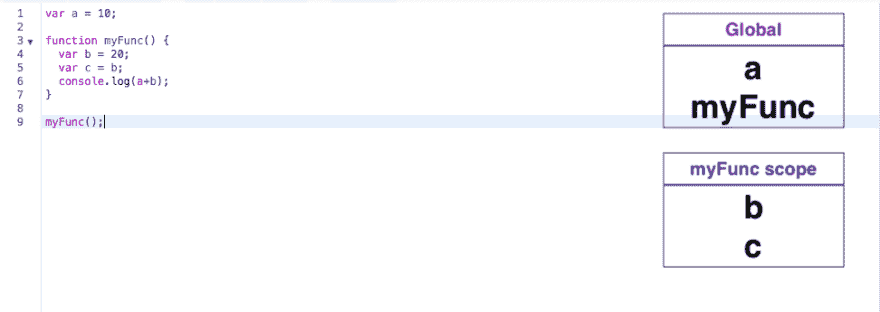 1 var a = 10;
2
3 function myFunc() {
4 var b = 20;
5 var c = b;
6 console.log(a+b);
7 }
8
9 myFunc();
Global
a
myFunc
myFunc scope
b
c